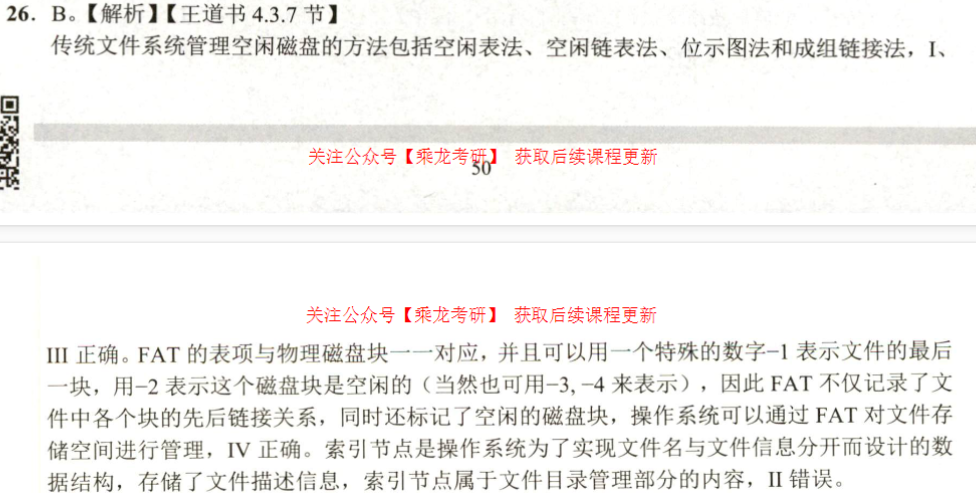 26. B。【解析】【王道书 4.3.7 节】
传统文件系统管理空闲磁盘的方法包括空闲表法、空闲链表法、位示图法和成组链接法，I、
关注公众号【乘龙考研】 获取后续课程更新
50
关注公众号【乘龙考研】 获取后续课程更新
III 正确。FAT 的表项与物理磁盘块一一对应，并且可以用一个特殊的数字−1 表示文件的最后
一块，用−2 表示这个磁盘块是空闲的（当然也可用−3, −4 来表示），因此 FAT 不仅记录了文
件中各个块的先后链接关系，同时还标记了空闲的磁盘块，操作系统可以通过 FAT 对文件存
储空间进行管理，IV 正确。索引节点是操作系统为了实现文件名与文件信息分开而设计的数
据结构，存储了文件描述信息，索引节点属于文件目录管理部分的内容，II 错误。